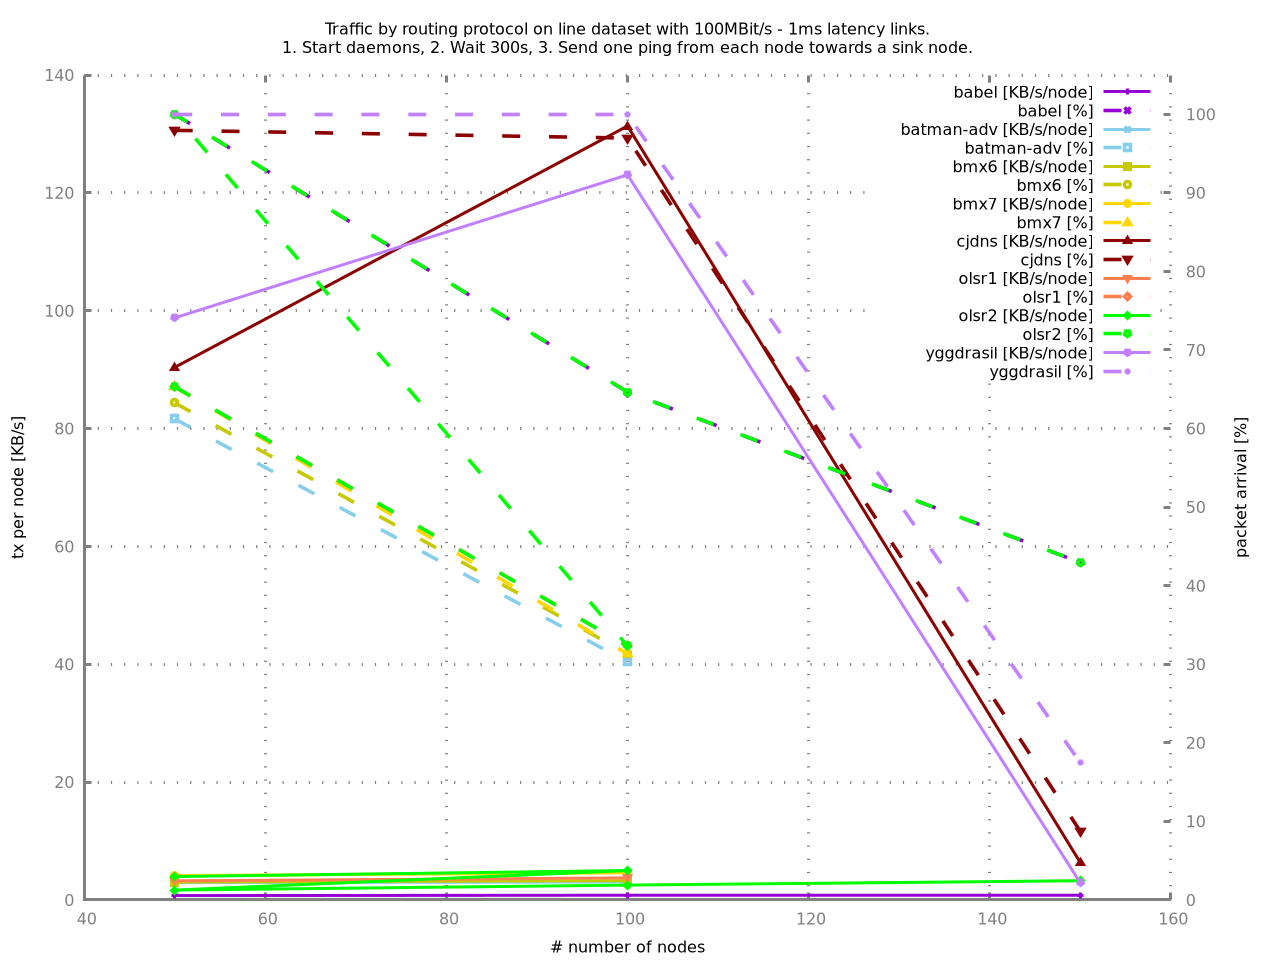 Traffic by routing protocol on line dataset with 100MBit/s - 1ms latency links.
1. Start daemons, 2. Wait 300s, 3. Send one ping from each node towards a sink node.
babel [KB/s/node]
babel [%]
batman-adv [KB/s/node]
batman-adv [%]
bmx6 [KB/s/node]
bmx6 [%]
bmx7 [KB/s/node]
bmx7 [%]
cjdns [KB/s/node]
cjdns [%]
olsr1 [KB/s/node]
olsr1 [%]
olsr2 [KB/s/node]
olsr2 [%]
yggdrasil [KB/s/node]
yggdrasil [%]
tx per node [KB/s]
140
120
100
80
60
40
20
0
packet arrival [%]
100
90
80
70
60
50
40
30
20
10
0
40 60 80 100 120 140 160
# number of nodes